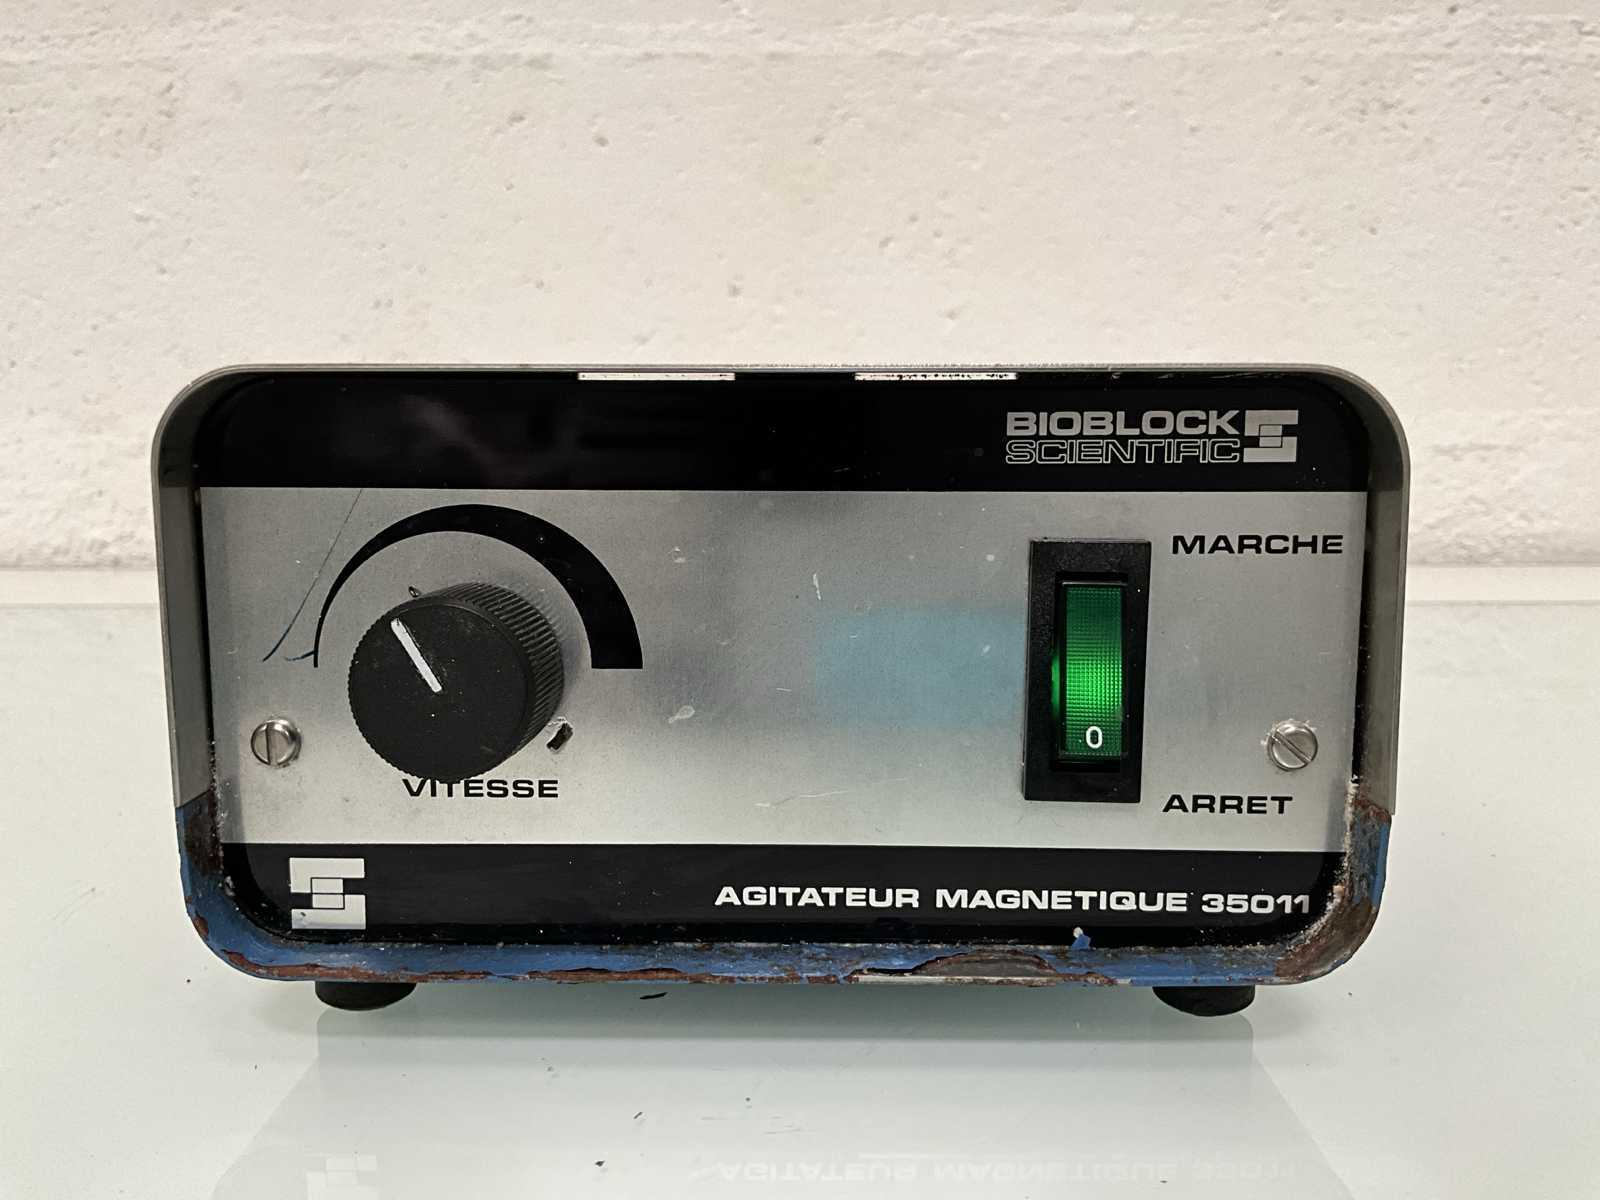 BIOBLOCK
SCIENTIFIC
MARCHE
0
VITESSE
ARRET
AGITATEUR MAGNETIQUE 35011